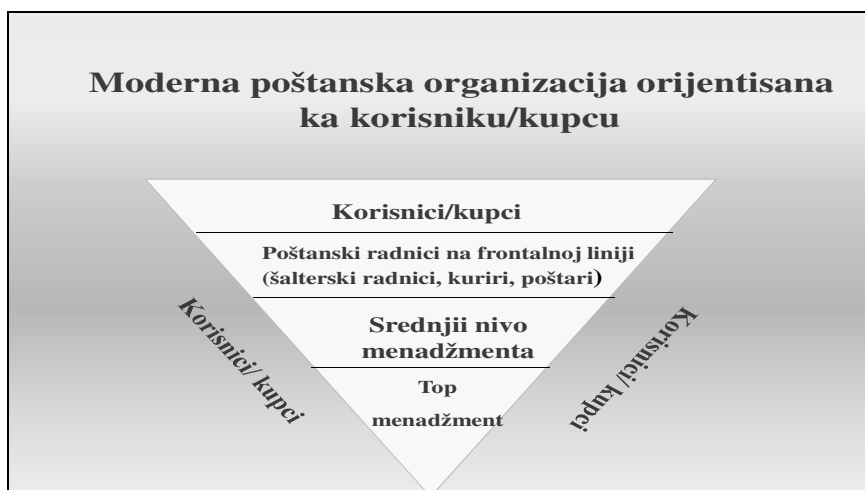 Moderna poštanska organizacija orijentisana
ka korisniku/kupcu
Korisnici/kupci
Poštanski radnici na frontalnoj liniji
(šalterski radnici, kuriri, poštari)
Srednjii nivo
menadžmenta
Top
menadžment
Korisnici/ kupci
Korisnici/ kupci